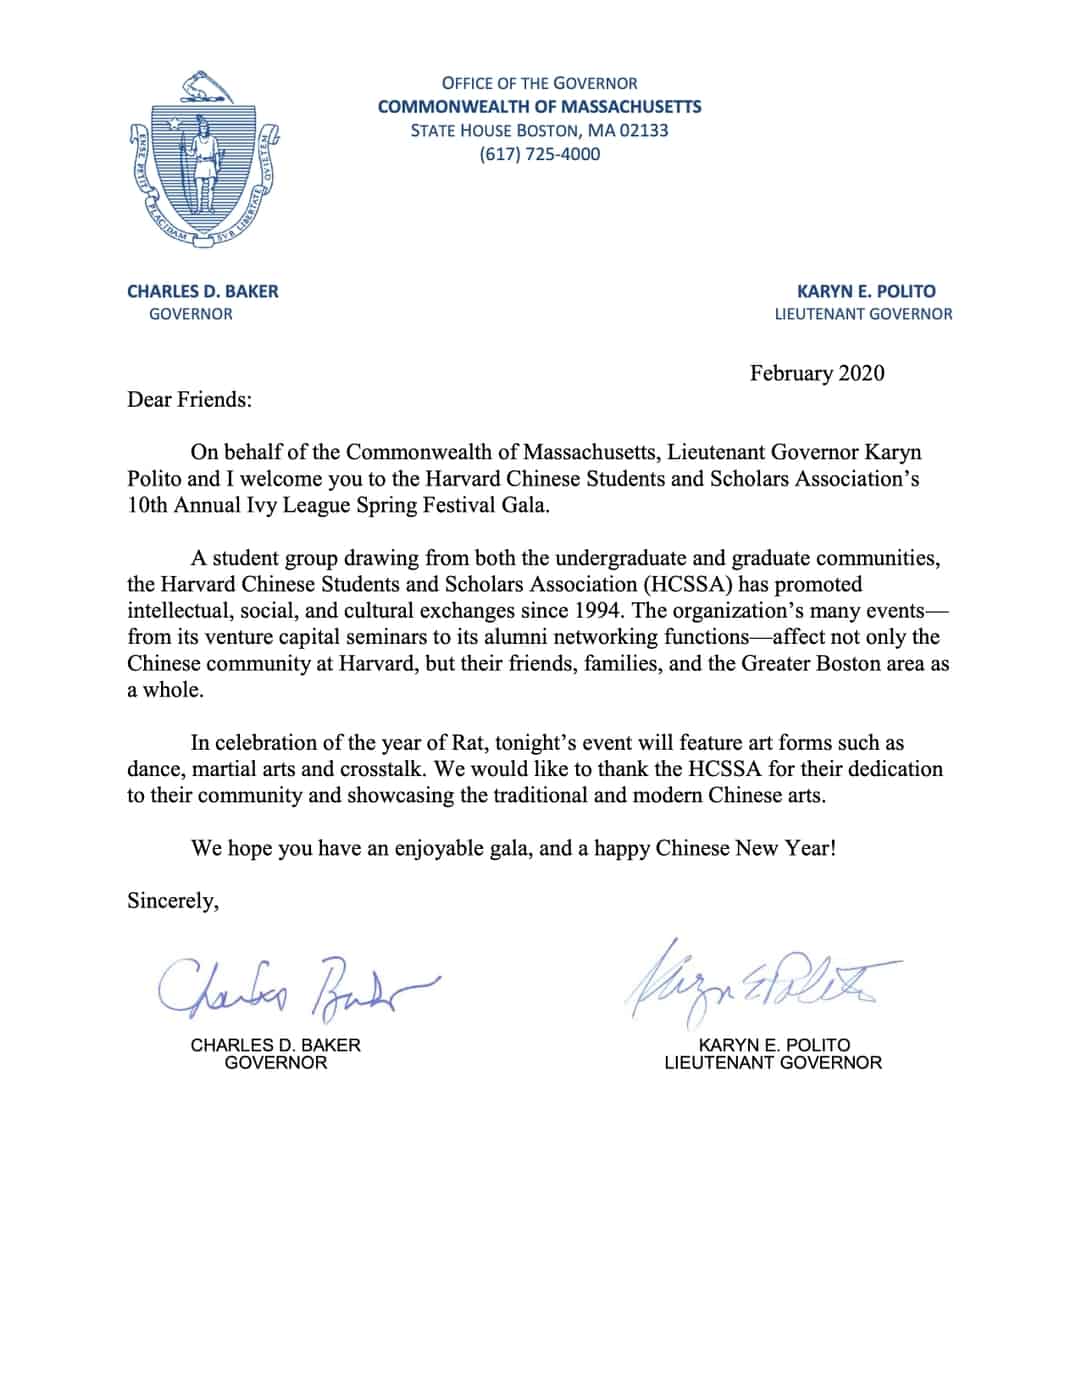 OFFICE OF THE GOVERNOR
COMMONWEALTH OF MASSACHUSETTS
STATE HOUSE BOSTON, MA 02133
(617) 725-4000
ENSE PETIT
PLACIDAM
SVB LIBERTATE
QVIETEM
CHARLES D. BAKER
GOVERNOR
KARYN E. POLITO
LIEUTENANT GOVERNOR
February 2020
Dear Friends:
On behalf of the Commonwealth of Massachusetts, Lieutenant Governor Karyn
Polito and I welcome you to the Harvard Chinese Students and Scholars Association’s
10th Annual Ivy League Spring Festival Gala.
A student group drawing from both the undergraduate and graduate communities,
the Harvard Chinese Students and Scholars Association (HCSSA) has promoted
intellectual, social, and cultural exchanges since 1994. The organization’s many events—
from its venture capital seminars to its alumni networking functions—affect not only the
Chinese community at Harvard, but their friends, families, and the Greater Boston area as
a whole.
In celebration of the year of Rat, tonight’s event will feature art forms such as
dance, martial arts and crosstalk. We would like to thank the HCSSA for their dedication
to their community and showcasing the traditional and modern Chinese arts.
We hope you have an enjoyable gala, and a happy Chinese New Year!
Sincerely,
Charles Baker
Karyn E Polito
CHARLES D. BAKER
GOVERNOR
KARYN E. POLITO
LIEUTENANT GOVERNOR